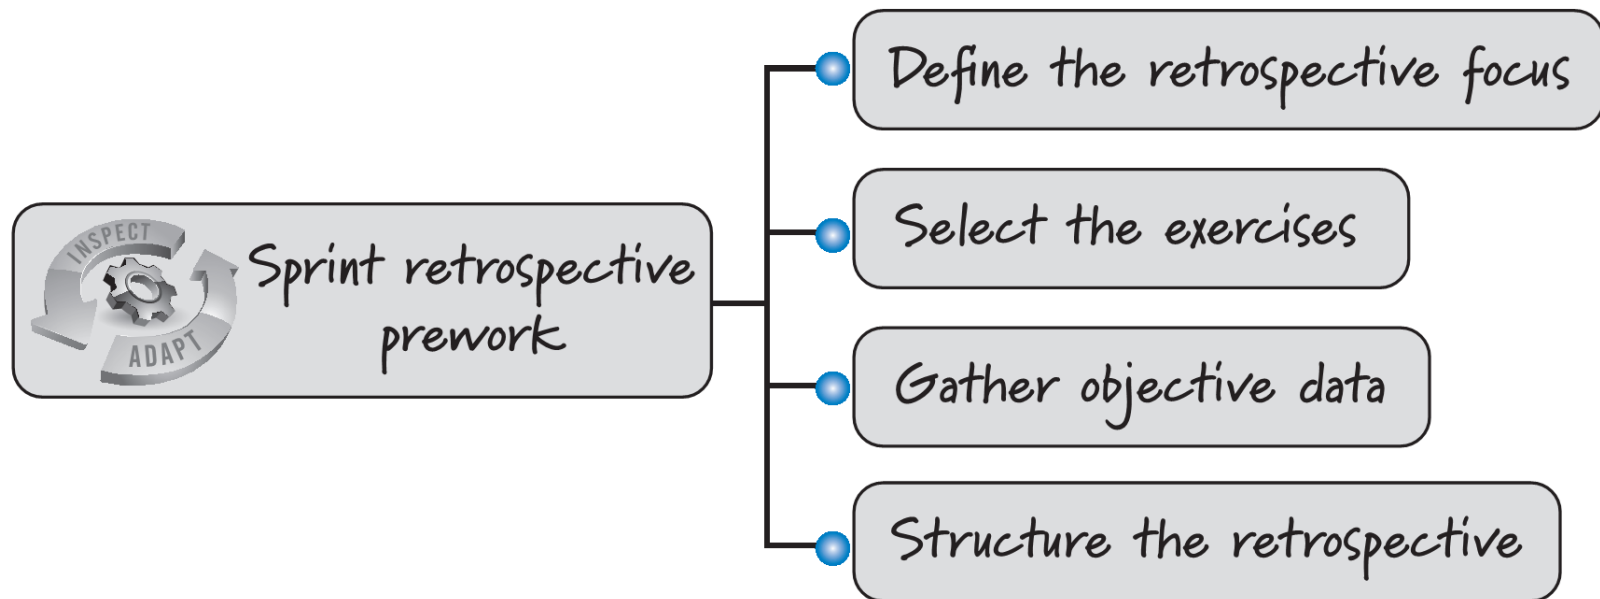 INSPECT
ADAPT
Sprint retrospective
prework
Define the retrospective focus
Select the exercises
Gather objective data
Structure the retrospective